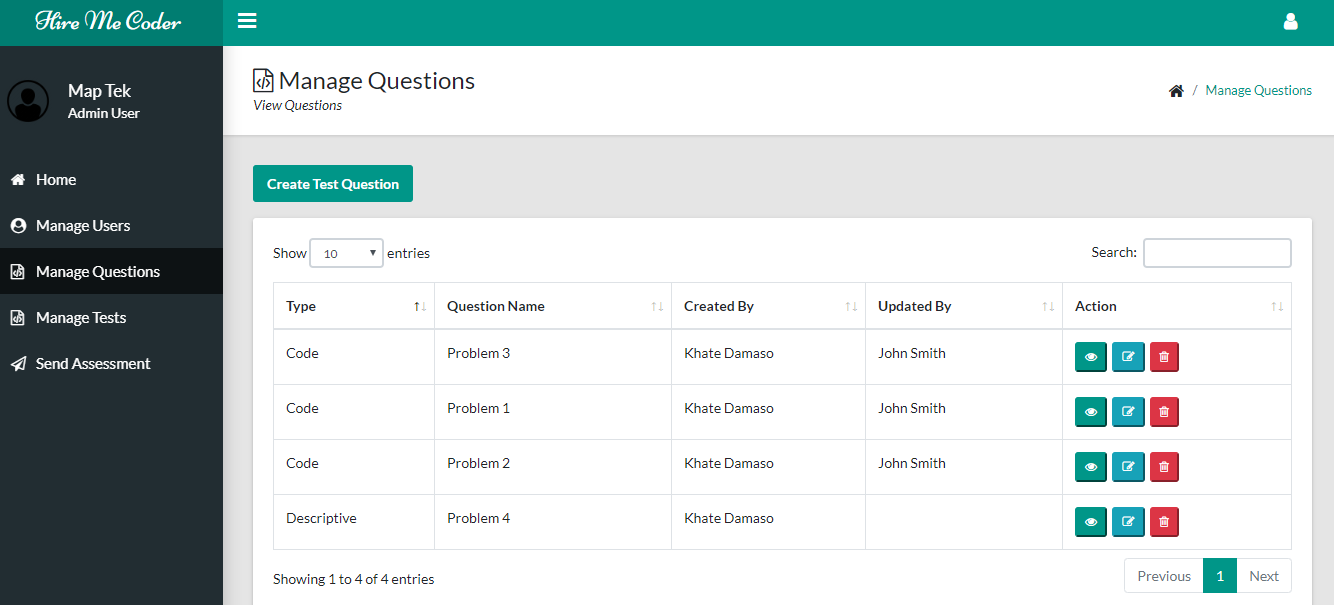 Hire Me Coder
Map Tek
Admin User
Home
Manage Users
Manage Questions
Manage Tests
Send Assessment
Manage Questions
View Questions
/ Manage Questions
Create Test Question
Show 10 entries Search:
Type Question Name Created By Updated By Action
Code Problem 3 Khate Damaso John Smith
Code Problem 1 Khate Damaso John Smith
Code Problem 2 Khate Damaso John Smith
Descriptive Problem 4 Khate Damaso
Showing 1 to 4 of 4 entries Previous 1 Next